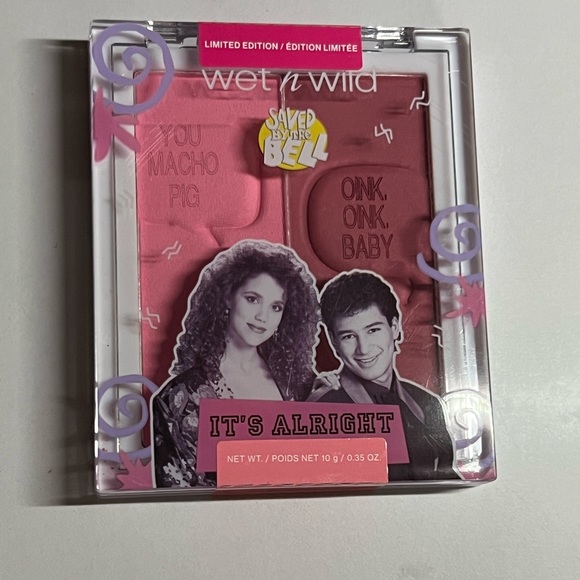 LIMITED EDITION / ÉDITION LIMITÉE
wet n wild
SAVED
BY THE
BELL
YOU
MACHO
PIG
OINK,
OINK,
BABY
IT'S ALRIGHT
NET WT. / POIDS NET 10 g / 0.35 OZ.